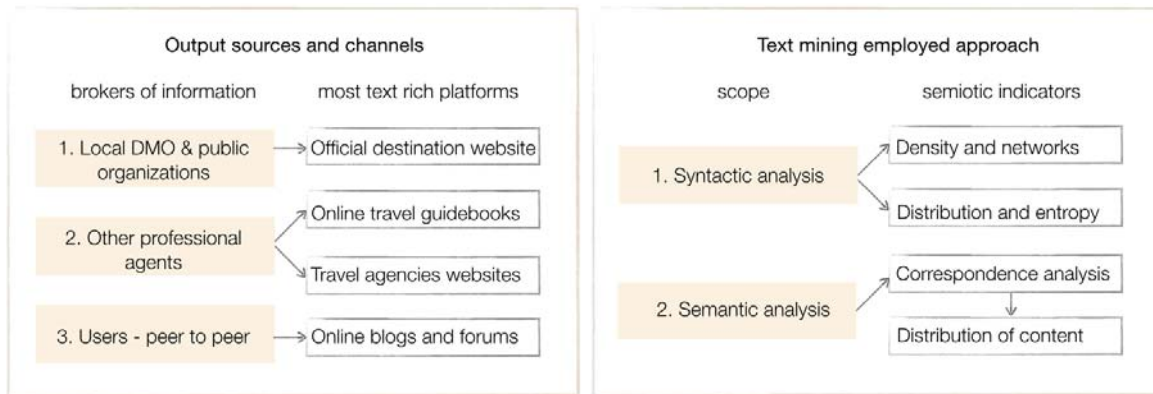 Output sources and channels
brokers of information
most text rich platforms
1. Local DMO & public
organizations
Official destination website
2. Other professional
agents
Online travel guidebooks
Travel agencies websites
3. Users - peer to peer
Online blogs and forums
Text mining employed approach
scope
semiotic indicators
1. Syntactic analysis
Density and networks
Distribution and entropy
2. Semantic analysis
Correspondence analysis
Distribution of content